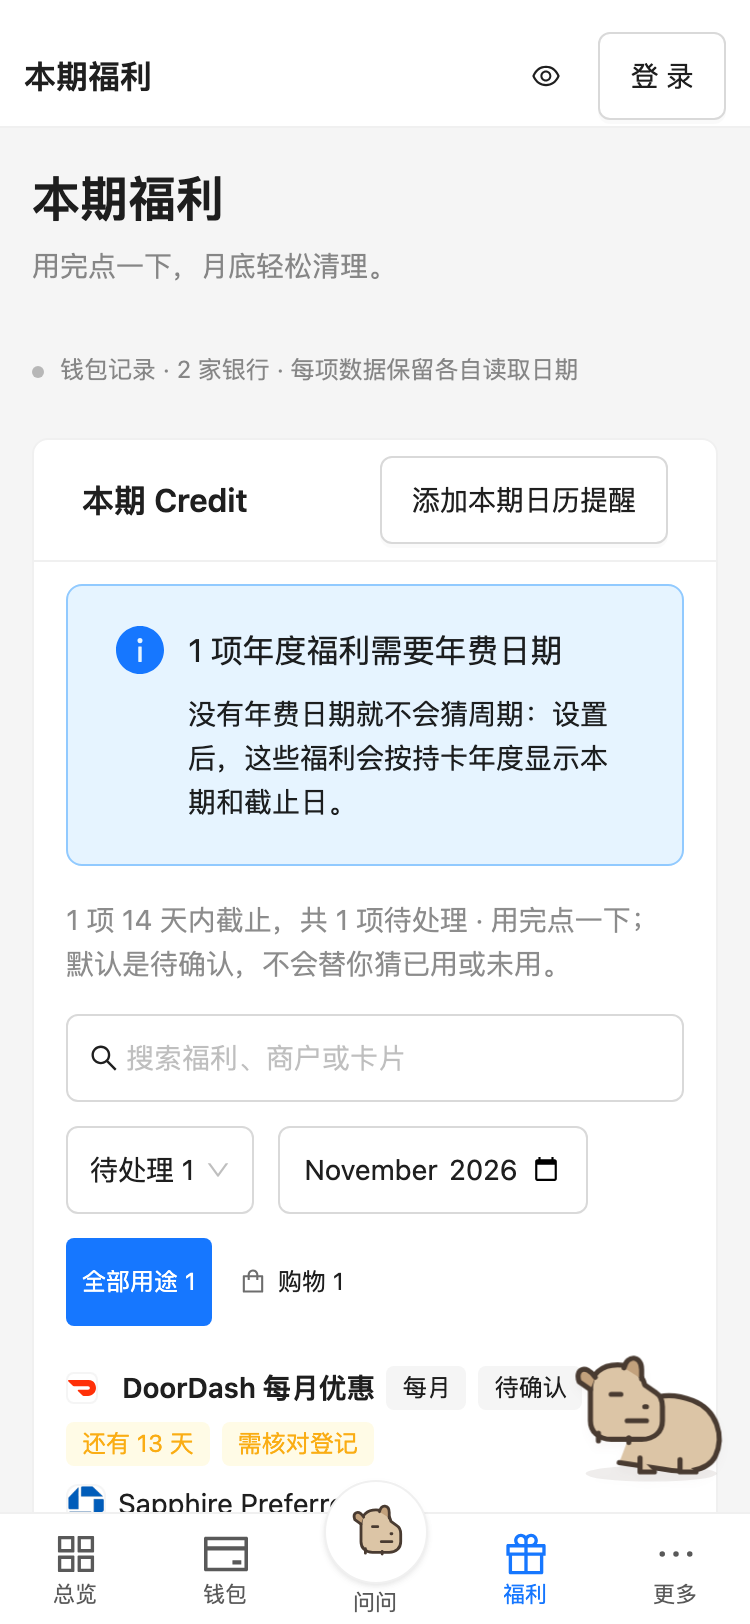 本期福利
登 录
本期福利
用完点一下，月底轻松清理。
钱包记录 · 2 家银行 · 每项数据保留各自读取日期
本期 Credit
添加本期日历提醒
1 项年度福利需要年费日期
没有年费日期就不会猜周期：设置
后，这些福利会按持卡年度显示本
期和截止日。
1 项 14 天内截止，共 1 项待处理 · 用完点一下；
默认是待确认，不会替你猜已用或未用。
搜索福利、商户或卡片
待处理 1
November 2026
全部用途 1
购物 1
DoorDash 每月优惠 每月 待确认
还有 13 天 需核对登记
Sapphire Preferre
总览 钱包 问问 福利 更多